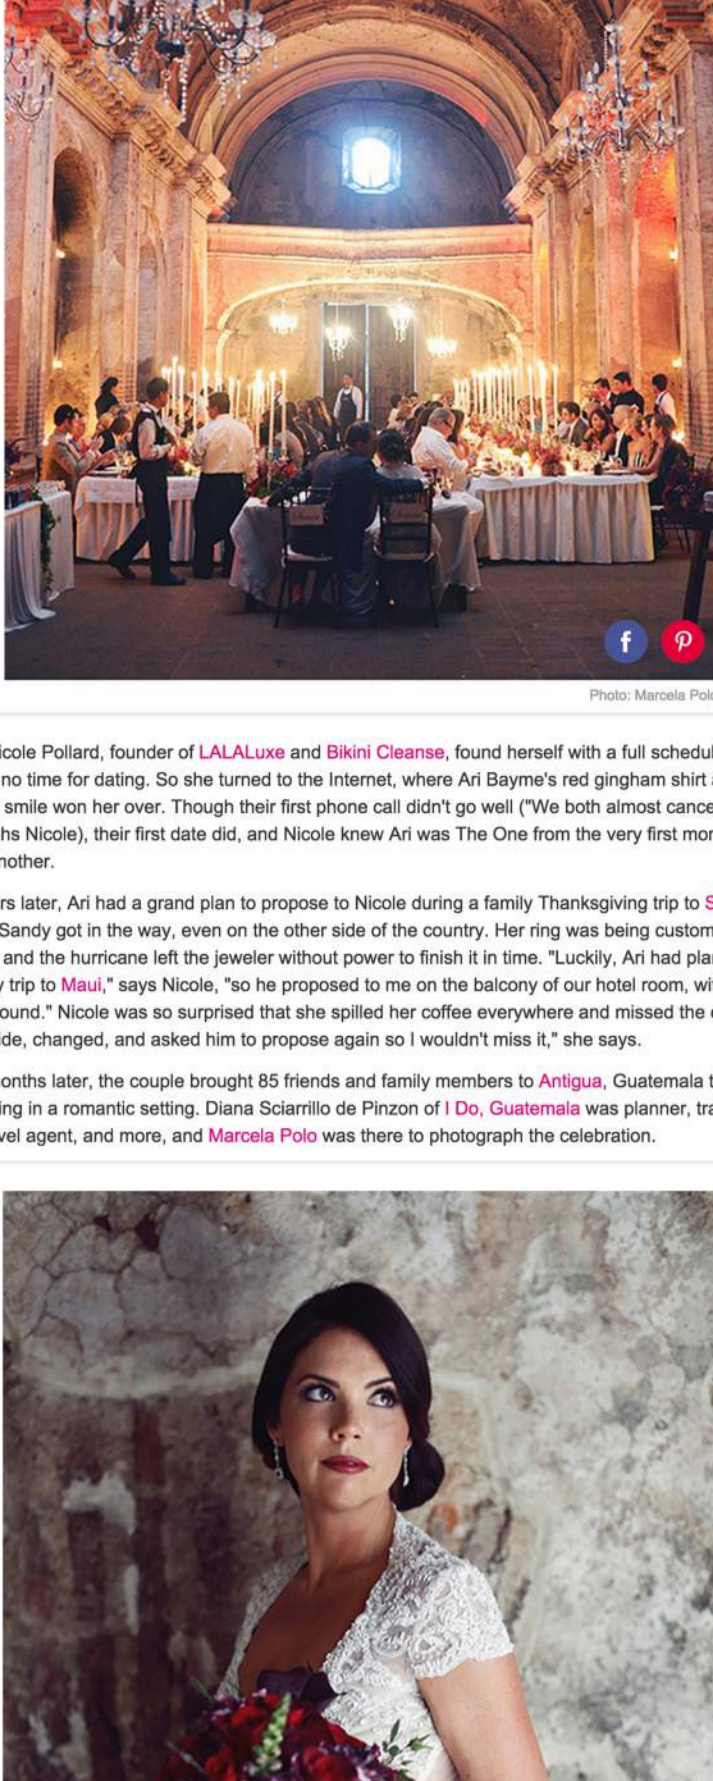 f
Photo: Marcela Polo
icole Pollard, founder of LALALuxe and Bikini Cleanse, found herself with a full schedul
no time for dating. So she turned to the Internet, where Ari Bayme's red gingham shirt
smile won her over. Though their first phone call didn't go well ("We both almost cance
hs Nicole), their first date did, and Nicole knew Ari was The One from the very first mor
nother.
rs later, Ari had a grand plan to propose to Nicole during a family Thanksgiving trip to S
Sandy got in the way, even on the other side of the country. Her ring was being custom
and the hurricane left the jeweler without power to finish it in time. "Luckily, Ari had plar
y trip to Maui," says Nicole, "so he proposed to me on the balcony of our hotel room, wi
ound." Nicole was so surprised that she spilled her coffee everywhere and missed the
ide, changed, and asked him to propose again so I wouldn't miss it," she says.
onths later, the couple brought 85 friends and family members to Antigua, Guatemala t
ing in a romantic setting. Diana Sciarrillo de Pinzon of I Do, Guatemala was planner, tra
vel agent, and more, and Marcela Polo was there to photograph the celebration.